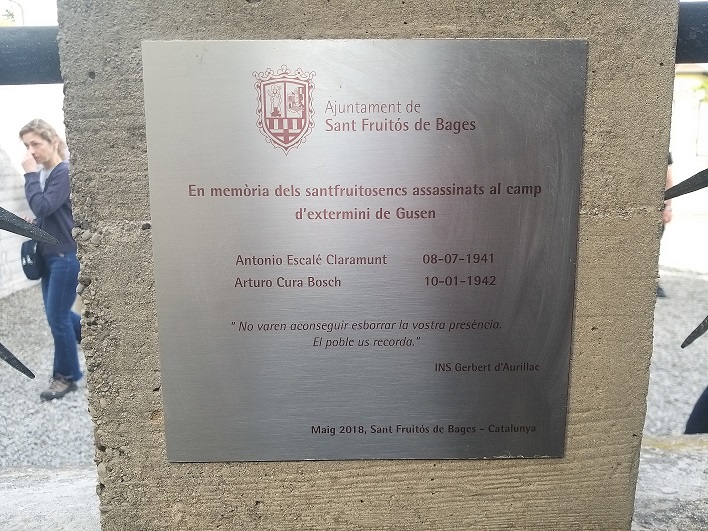 Ajuntament de
Sant Fruitós de Bages
En memòria dels santfruitosencs assassinats al camp
d'extermini de Gusen
Antonio Escalé Claramunt 08-07-1941
Arturo Cura Bosch 10-01-1942
" No varen aconseguir esborrar la vostra presència.
El poble us recorda."
INS Gerbert d'Aurillac
Maig 2018, Sant Fruitós de Bages - Catalunya